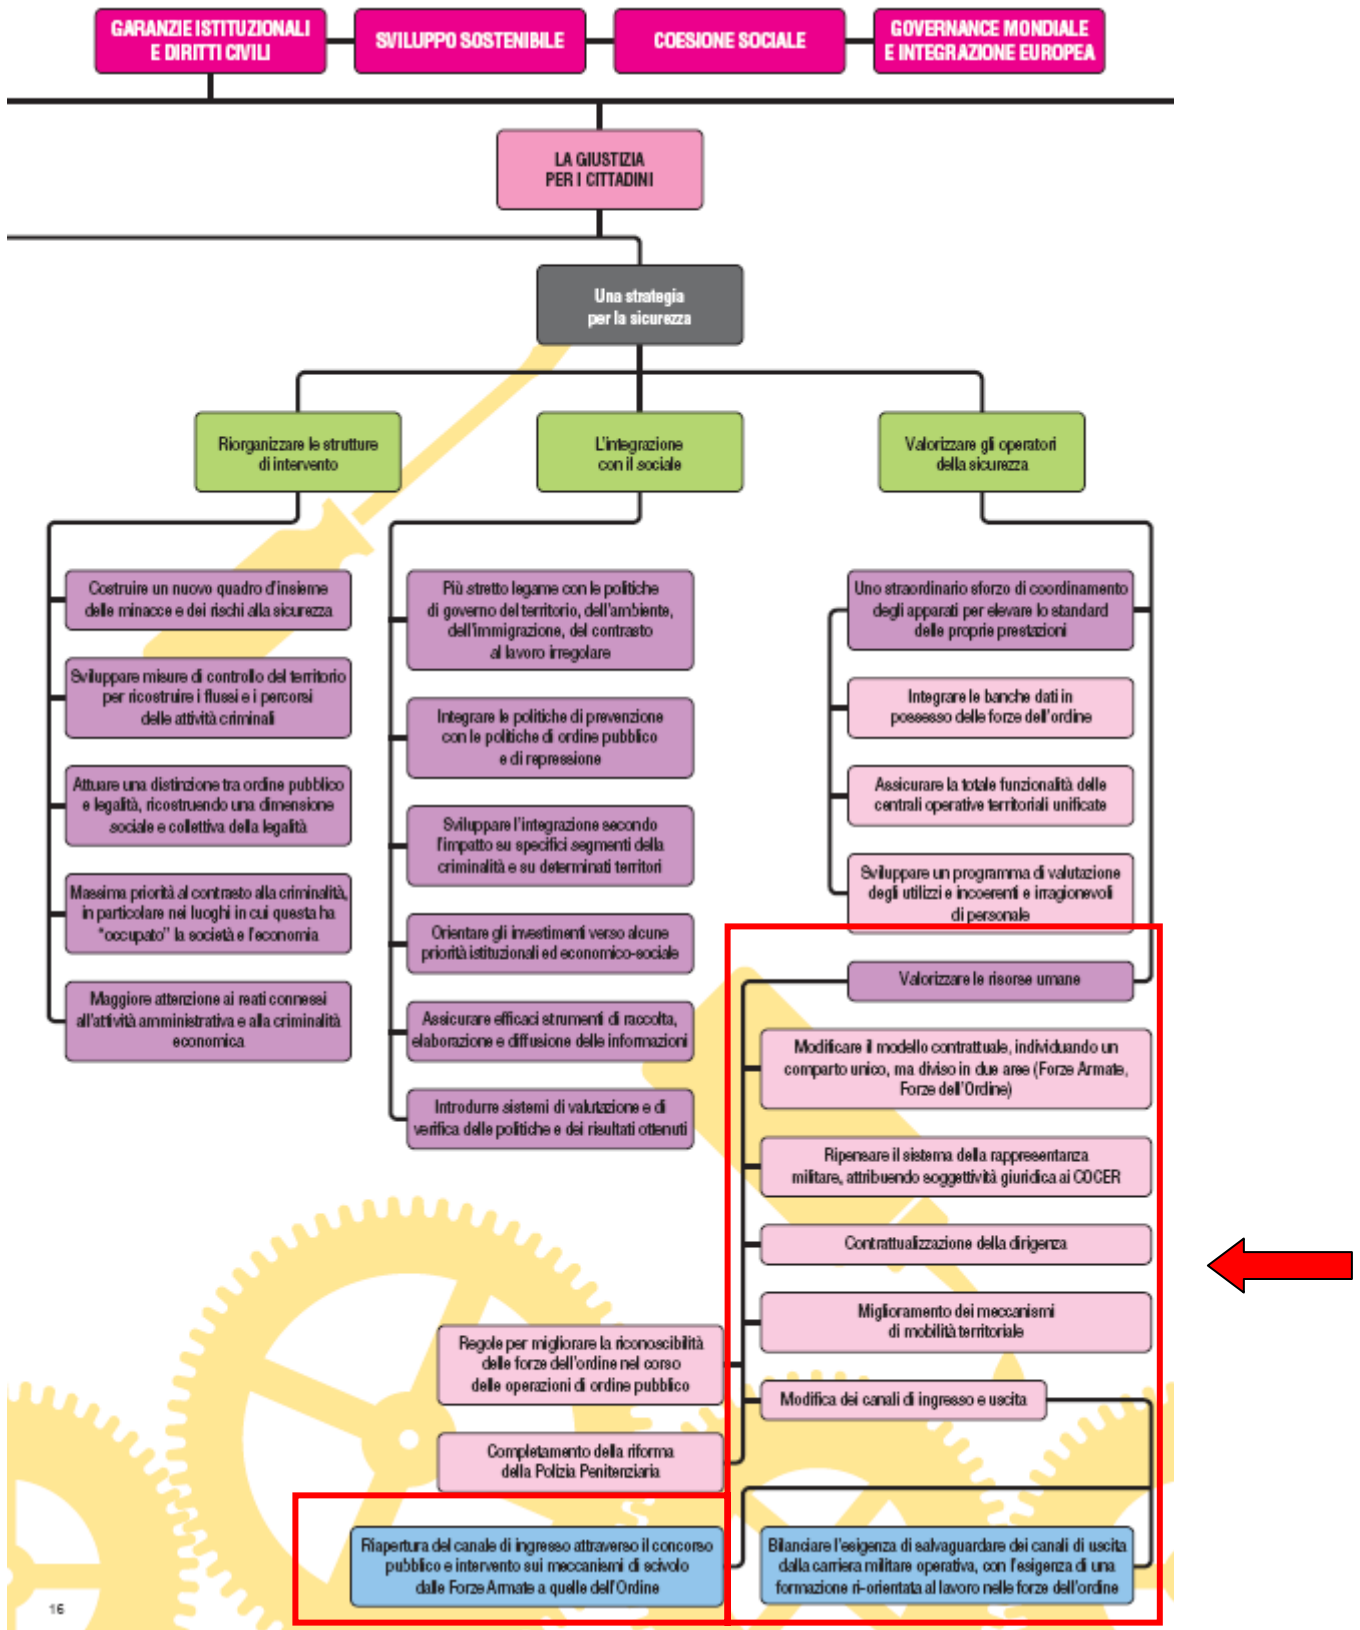 GARANZIE ISTITUZIONALI
E DIRITTI CIVILI
SVILUPPO SOSTENIBILE
COESIONE SOCIALE
GOVERNANCE MONDIALE
E INTEGRAZIONE EUROPEA
LA GIUSTIZIA
PER I CITTADINI
Una strategia
per la sicurezza
Riorganizzare le strutture
di intervento
L'integrazione
con il sociale
Valorizzare gli operatori
della sicurezza
Costruire un nuovo quadro d'insieme
delle minacce e dei rischi alla sicurezza
Sviluppare misure di controllo del territorio
per ricostruire i flussi e i percorsi
delle attività criminali
Attuare una distinzione tra ordine pubblico
e legalità, ricostruendo una dimensione
sociale e collettiva della legalità
Massima priorità al contrasto alla criminalità,
in particolare nei luoghi in cui questa ha
"occupato" la società e l'economia
Maggiore attenzione ai reati connessi
all'attività amministrativa e alla criminalità
economica
Più stretto legame con le politiche
di governo del territorio, dell'ambiente,
dell'immigrazione, del contrasto
al lavoro irregolare
Integrare le politiche di prevenzione
con le politiche di ordine pubblico
e di repressione
Sviluppare l'integrazione secondo
l'impatto su specifici segmenti della
criminalità e su determinati territori
Orientare gli investimenti verso alcune
priorità istituzionali ed economico-sociale
Assicurare efficaci strumenti di raccolta,
elaborazione e diffusione delle informazioni
Introdurre sistemi di valutazione e di
verifica delle politiche e dei risultati ottenuti
Uno straordinario sforzo di coordinamento
degli apparati per elevare lo standard
delle proprie prestazioni
Integrare le banche dati in
possesso delle forze dell'ordine
Assicurare la totale funzionalità delle
centrali operative territoriali unificate
Sviluppare un programma di valutazione
degli utilizzi e incoerenti e irragionevoli
di personale
Valorizzare le risorse umane
Modificare il modello contrattuale, individuando un
comparto unico, ma diviso in due aree (Forze Armate,
Forze dell'Ordine)
Ripensare il sistema della rappresentanza
militare, attribuendo soggettività giuridica ai COCER
Contrattualizzazione della dirigenza
Miglioramento dei meccanismi
di mobilità territoriale
Regole per migliorare la riconoscibilità
delle forze dell'ordine nel corso
delle operazioni di ordine pubblico
Modifica dei canali di ingresso e uscita
Completamento della riforma
della Polizia Penitenziaria
Riapertura del canale di ingresso attraverso il concorso
pubblico e intervento sui meccanismi di scivolo
dalle Forze Armate a quelle dell'Ordine
Bilanciare l'esigenza di salvaguardare dei canali di uscita
dalla carriera militare operativa, con l'esigenza di una
formazione ri-orientata al lavoro nelle forze dell'ordine
16